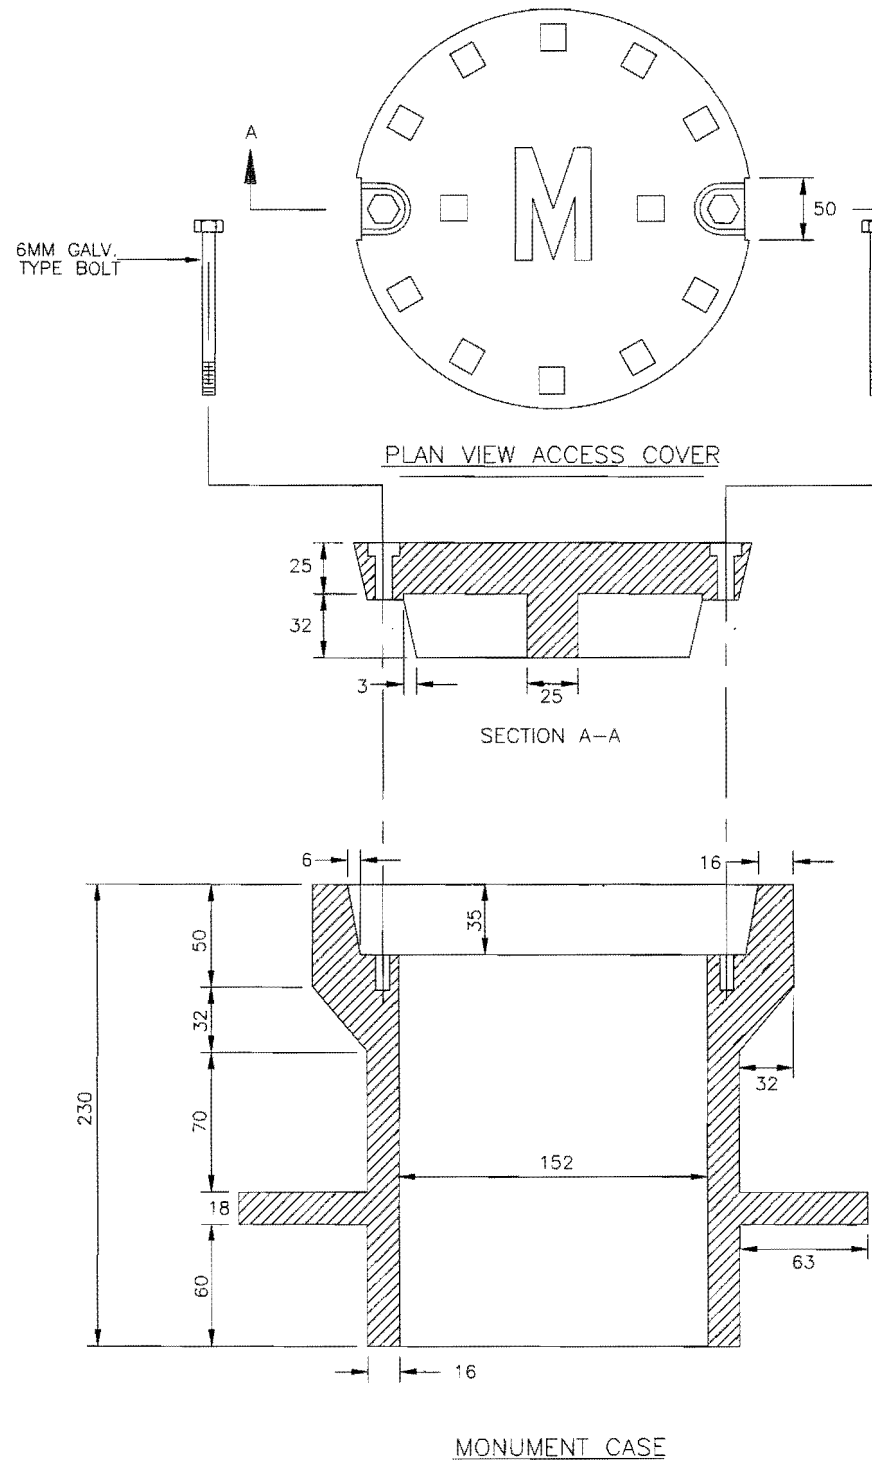 A
M
50
6MM GALV.
TYPE BOLT
PLAN VIEW ACCESS COVER
25
32
3
25
SECTION A-A
6
16
35
50
32
32
230
70
152
18
63
60
16
MONUMENT CASE